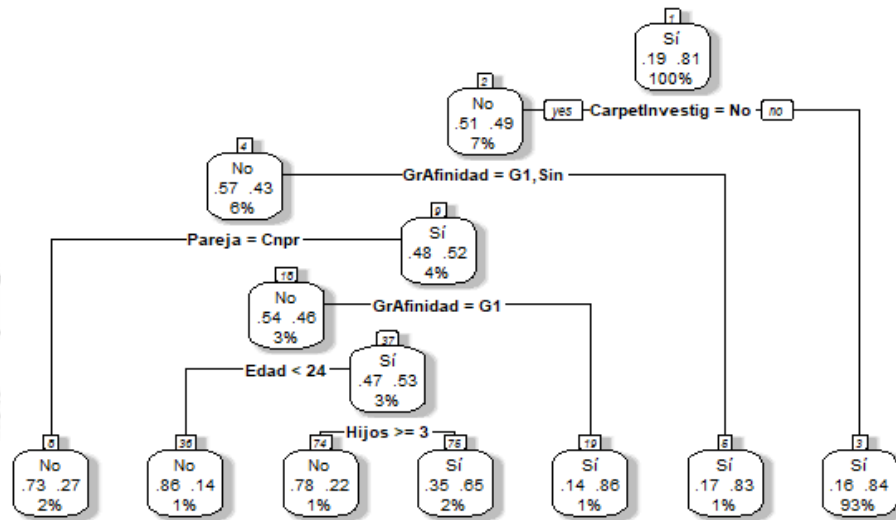 1
Sí
.19 .81
100%
2
No
.51 .49
7%
yes CarpetInvestig = No no
4
No
.57 .43
6%
GrAfinidad = G1,Sin
9
Sí
.48 .52
4%
Pareja = Cnpr
18
No
.54 .46
3%
GrAfinidad = G1
37
Sí
.47 .53
3%
Edad < 24
Hijos >= 3
8 36 74 75 19 5 3
No No No Sí Sí Sí Sí
.73 .27 .86 .14 .78 .22 .35 .65 .14 .86 .17 .83 .16 .84
2% 1% 1% 2% 1% 1% 93%